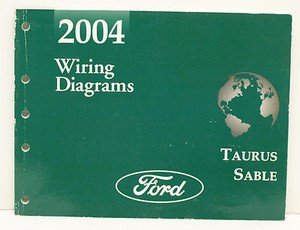 2004
Wiring
Diagrams
TAURUS
SABLE
Ford